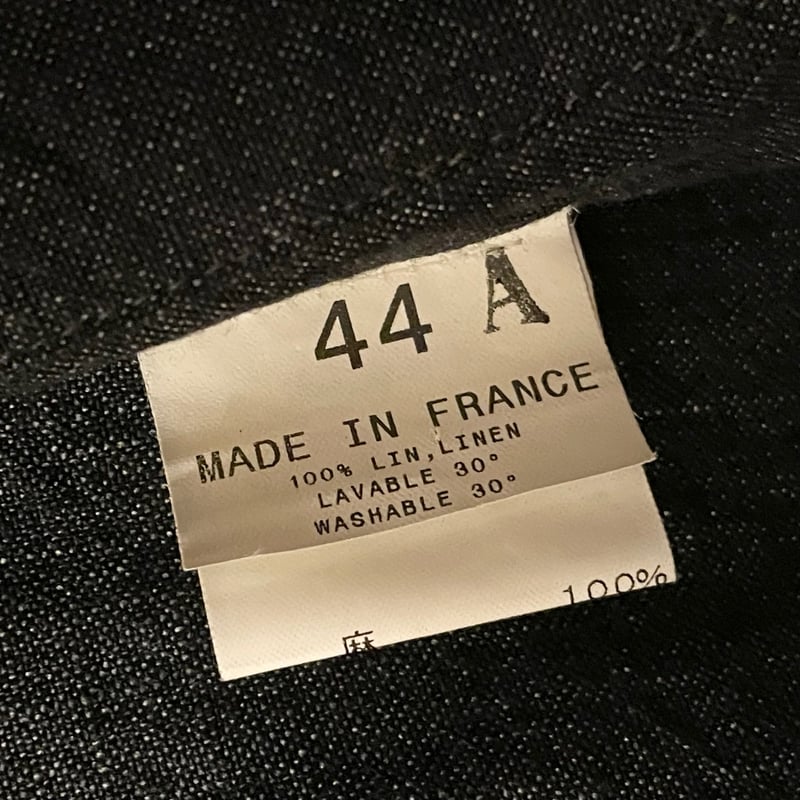 44 A
MADE IN FRANCE
100% LIN,LINEN
LAVABLE 30°
WASHABLE 30°
麻 100%